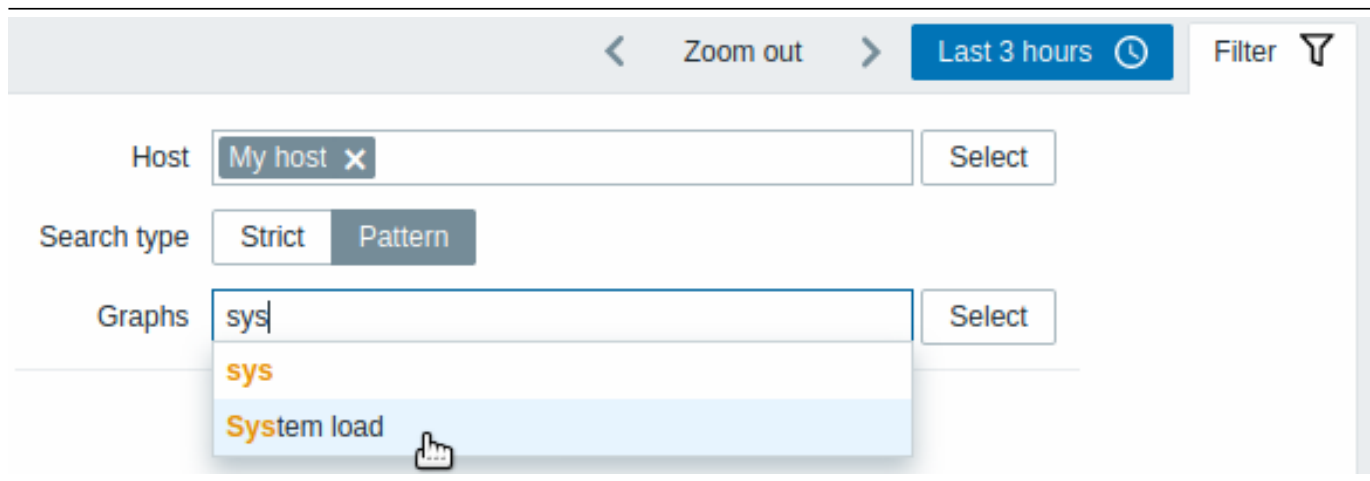 Zoom out Last 3 hours Filter
Host My host Select
Search type Strict Pattern
Graphs sys Select
sys
System load